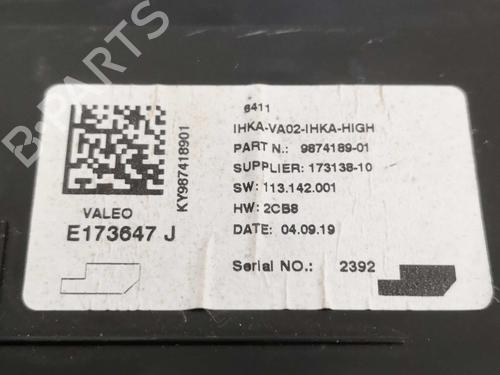 B-PARTS
6411
IHKA-VA02-IHKA-HIGH
PART N.: 9874189-01
SUPPLIER: 173138-10
SW: 113.142.001
HW: 2CB8
DATE: 04.09.19
Serial NO.: 2392
KY987418901
VALEO
E173647 J